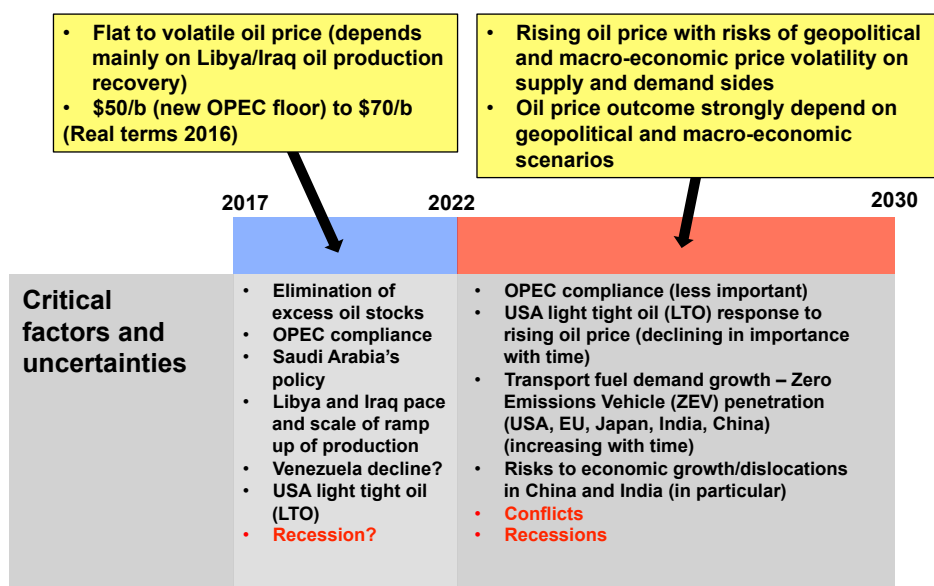 • Flat to volatile oil price (depends
mainly on Libya/Iraq oil production
recovery)
• $50/b (new OPEC floor) to $70/b
(Real terms 2016)
• Rising oil price with risks of geopolitical
and macro-economic price volatility on
supply and demand sides
• Oil price outcome strongly depend on
geopolitical and macro-economic
scenarios
2017
2022
2030
Critical
factors and
uncertainties
• Elimination of
excess oil stocks
• OPEC compliance
• Saudi Arabia's
policy
• Libya and Iraq pace
and scale of ramp
up of production
• Venezuela decline?
• USA light tight oil
(LTO)
• Recession?
• OPEC compliance (less important)
• USA light tight oil (LTO) response to
rising oil price (declining in importance
with time)
• Transport fuel demand growth – Zero
Emissions Vehicle (ZEV) penetration
(USA, EU, Japan, India, China)
(increasing with time)
• Risks to economic growth/dislocations
in China and India (in particular)
• Conflicts
• Recessions